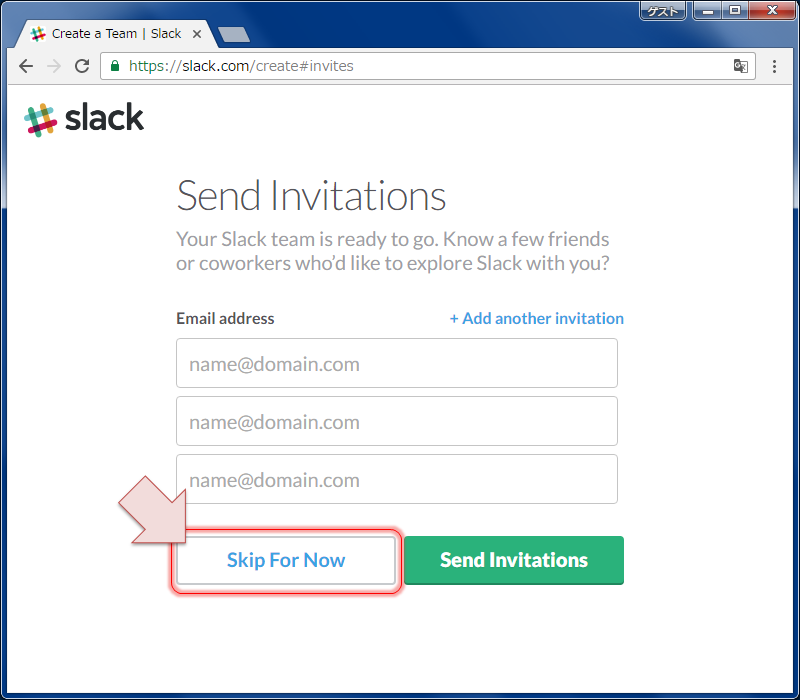 ゲスト
Create a Team | Slack
https://slack.com/create#invites
slack
Send Invitations
Your Slack team is ready to go. Know a few friends
or coworkers who’d like to explore Slack with you?
Email address
+ Add another invitation
name@domain.com
name@domain.com
name@domain.com
Skip For Now
Send Invitations